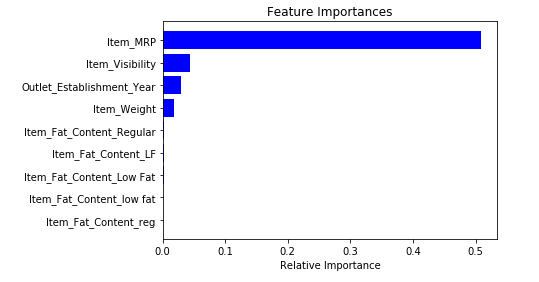 Feature Importances
Item_MRP
Item_Visibility
Outlet_Establishment_Year
Item_Weight
Item_Fat_Content_Regular
Item_Fat_Content_LF
Item_Fat_Content_Low Fat
Item_Fat_Content_low fat
Item_Fat_Content_reg
0.0 0.1 0.2 0.3 0.4 0.5
Relative Importance